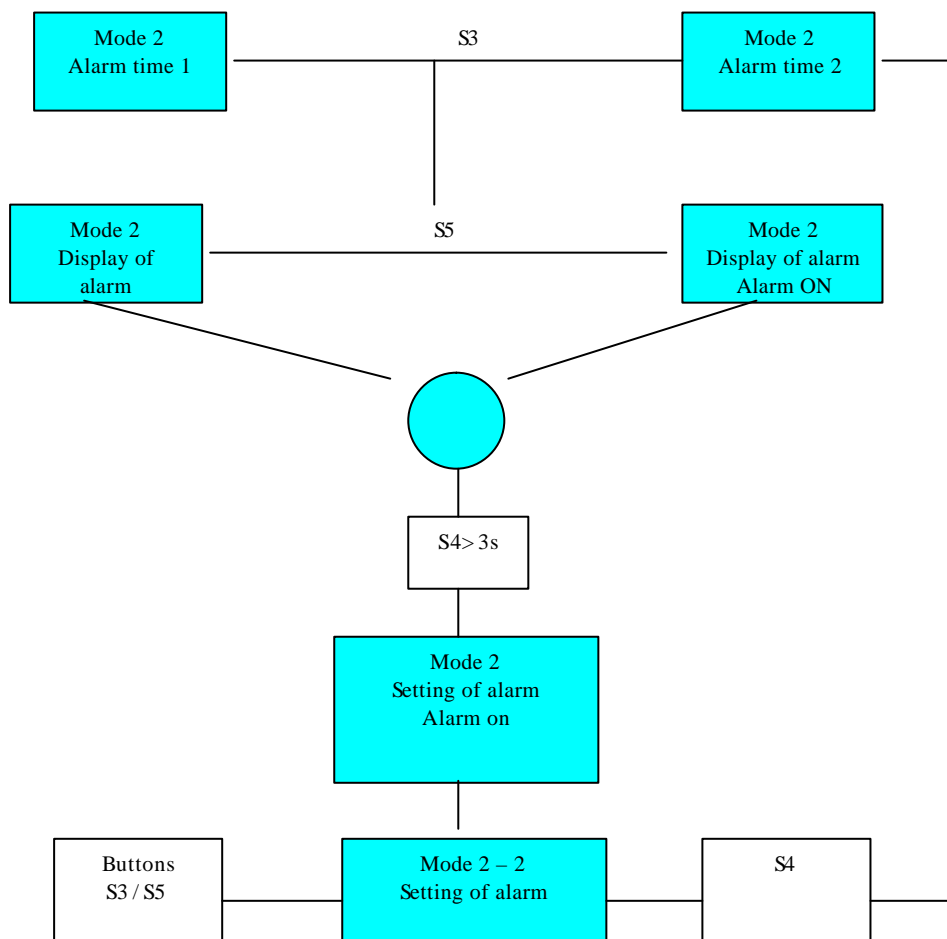 Mode 2
Alarm time 1
S3
Mode 2
Alarm time 2
Mode 2
Display of
alarm
S5
Mode 2
Display of alarm
Alarm ON
S4> 3s
Mode 2
Setting of alarm
Alarm on
Buttons
S3 / S5
Mode 2 – 2
Setting of alarm
S4